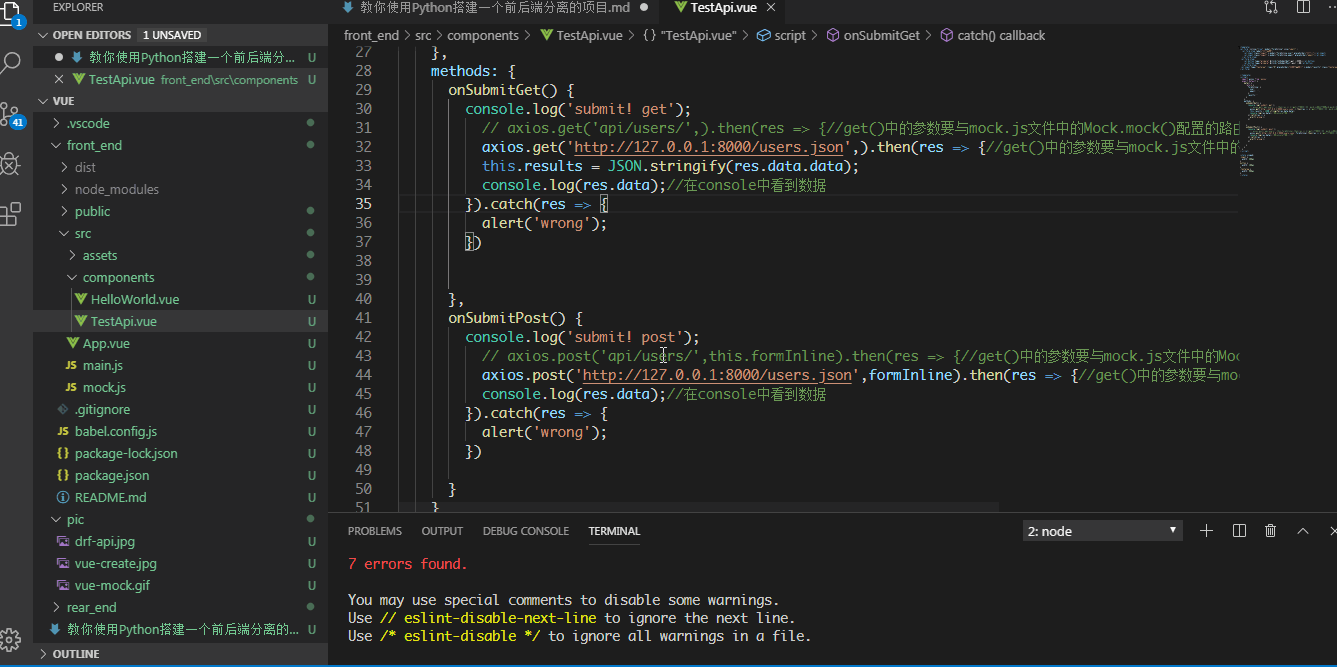 EXPLORER
OPEN EDITORS 1 UNSAVED
教你使用Python搭建一个前后端分... U
TestApi.vue front_end\src\components U
VUE
.vscode
front_end
dist
node_modules
public
src
assets
components
HelloWorld.vue U
TestApi.vue U
App.vue U
JS main.js U
JS mock.js U
.gitignore U
JS babel.config.js U
{} package-lock.json U
{} package.json U
README.md U
pic
drf-api.jpg U
vue-create.jpg U
vue-mock.gif U
rear_end
教你使用Python搭建一个前后端分离的... U
OUTLINE
1
41
教你使用Python搭建一个前后端分离的项目.md
TestApi.vue
front_end > src > components > TestApi.vue > {} "TestApi.vue" > script > onSubmitGet > catch() callback
27 },
28 methods: {
29 onSubmitGet() {
30 console.log('submit! get');
31 // axios.get('api/users/',).then(res => {//get()中的参数要与mock.js文件中的Mock.mock()配置的路由
32 axios.get('http://127.0.0.1:8000/users.json',).then(res => {//get()中的参数要与mock.js文件中的
33 this.results = JSON.stringify(res.data.data);
34 console.log(res.data);//在console中看到数据
35 }).catch(res => {
36 alert('wrong');
37 })
38
39
40 },
41 onSubmitPost() {
42 console.log('submit! post');
43 // axios.post('api/users/',this.formInline).then(res => {//get()中的参数要与mock.js文件中的Moc
44 axios.post('http://127.0.0.1:8000/users.json',formInline).then(res => {//get()中的参数要与mo
45 console.log(res.data);//在console中看到数据
46 }).catch(res => {
47 alert('wrong');
48 })
49
50 }
51 }
PROBLEMS OUTPUT DEBUG CONSOLE TERMINAL 2: node
7 errors found.
You may use special comments to disable some warnings.
Use // eslint-disable-next-line to ignore the next line.
Use /* eslint-disable */ to ignore all warnings in a file.